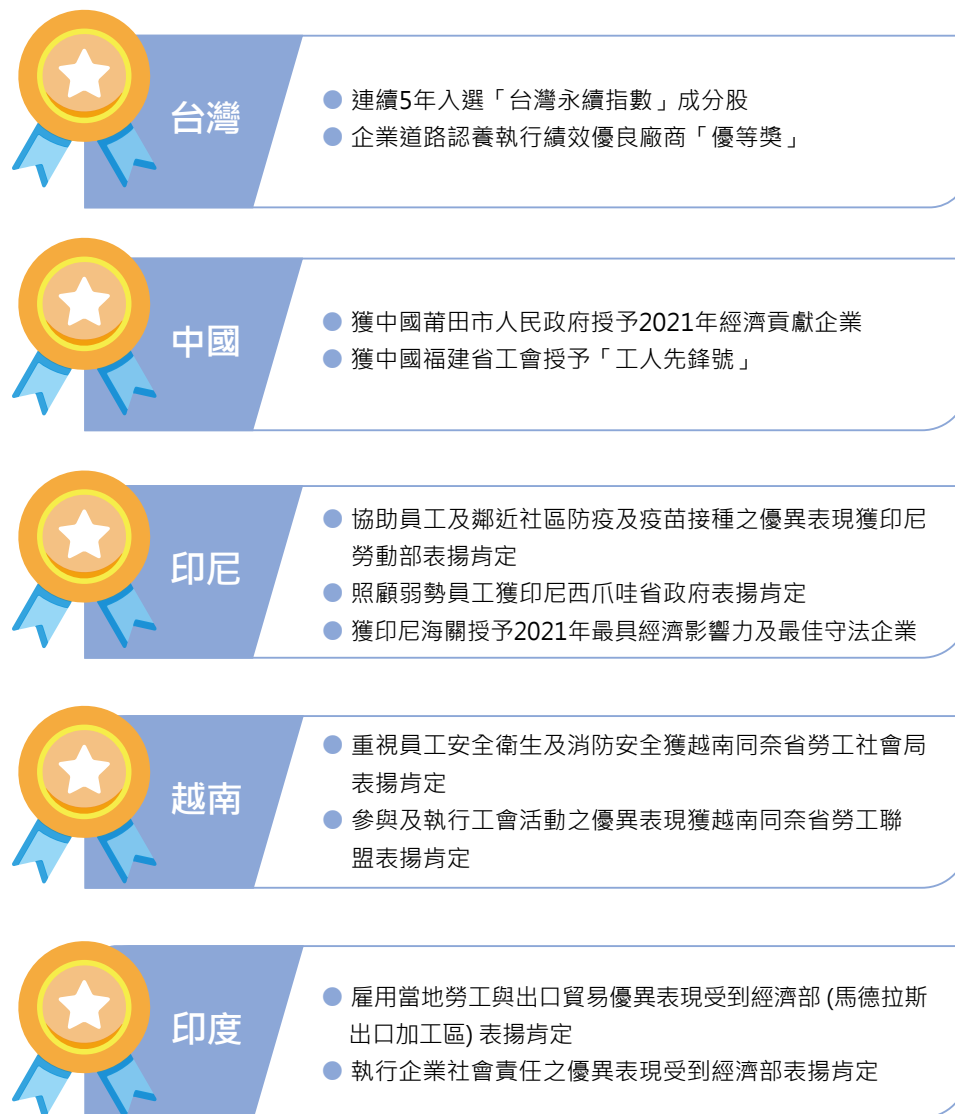 台灣
連續5年入選「台灣永續指數」成分股
企業道路認養執行績效優良廠商「優等獎」
中國
獲中國莆田市人民政府授予2021年經濟貢獻企業
獲中國福建省工會授予「工人先鋒號」
印尼
協助員工及鄰近社區防疫及疫苗接種之優異表現獲印尼
勞動部表揚肯定
照顧弱勢員工獲印尼西爪哇省政府表揚肯定
獲印尼海關授予2021年最具經濟影響力及最佳守法企業
越南
重視員工安全衛生及消防安全獲越南同奈省勞工社會局
表揚肯定
參與及執行工會活動之優異表現獲越南同奈省勞工聯
盟表揚肯定
印度
雇用當地勞工與出口貿易優異表現受到經濟部 (馬德拉斯
出口加工區) 表揚肯定
執行企業社會責任之優異表現受到經濟部表揚肯定